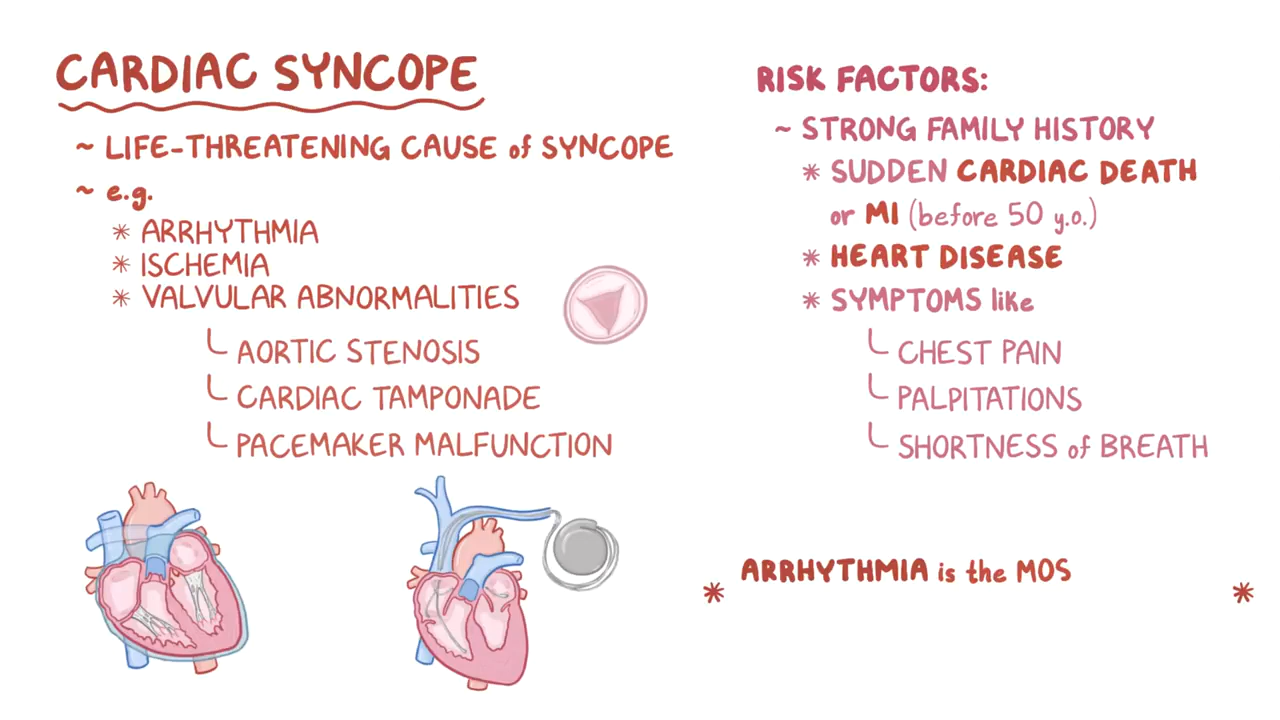 CARDIAC SYNCOPE
~ LIFE-THREATENING CAUSE of SYNCOPE
~ e.g.
* ARRHYTHMIA
* ISCHEMIA
* VALVULAR ABNORMALITIES
AORTIC STENOSIS
CARDIAC TAMPONADE
PACEMAKER MALFUNCTION
RISK FACTORS:
~ STRONG FAMILY HISTORY
* SUDDEN CARDIAC DEATH
or MI (before 50 y.o.)
* HEART DISEASE
* SYMPTOMS like
CHEST PAIN
PALPITATIONS
SHORTNESS of BREATH
* ARRHYTHMIA is the MOS *